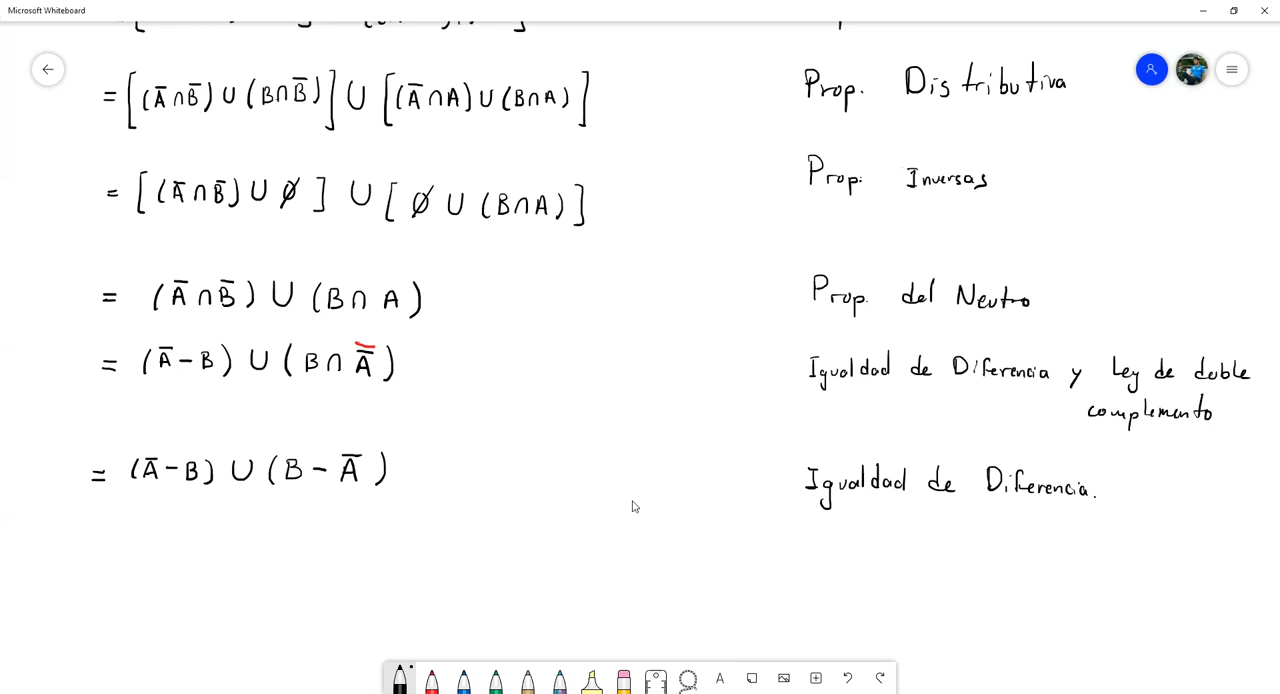 Microsoft Whiteboard
= [(A̅ ∩ B̅) ∪ (B ∩ B̅)] ∪ [(A̅ ∩ A) ∪ (B ∩ A)] Prop. Distributiva
= [(A̅ ∩ B̅) ∪ ∅] ∪ [∅ ∪ (B ∩ A)] Prop. Inversas
= (A̅ ∩ B̅) ∪ (B ∩ A) Prop. del Neutro
= (A̅ - B) ∪ (B ∩ A̿) Igualdad de Diferencia y Ley de doble
complemento
= (A̅ - B) ∪ (B - A̅) Igualdad de Diferencia.
A